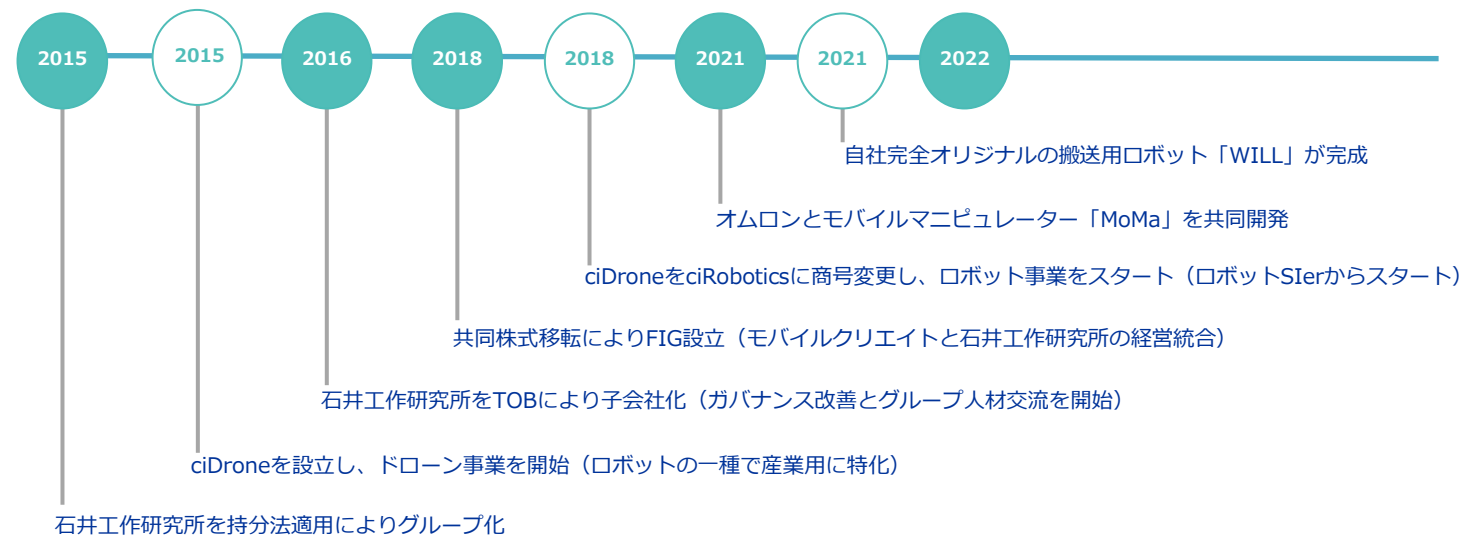 2015
2015
2016
2018
2018
2021
2021
2022
自社完全オリジナルの搬送用ロボット「WILL」が完成
オムロンとモバイルマニピュレーター「MoMa」を共同開発
ciDroneをciRoboticsに商号変更し、ロボット事業をスタート（ロボットSIerからスタート）
共同株式移転によりFIG設立（モバイルクリエイトと石井工作研究所の経営統合）
石井工作研究所をTOBにより子会社化（ガバナンス改善とグループ人材交流を開始）
ciDroneを設立し、ドローン事業を開始（ロボットの一種で産業用に特化）
石井工作研究所を持分法適用によりグループ化